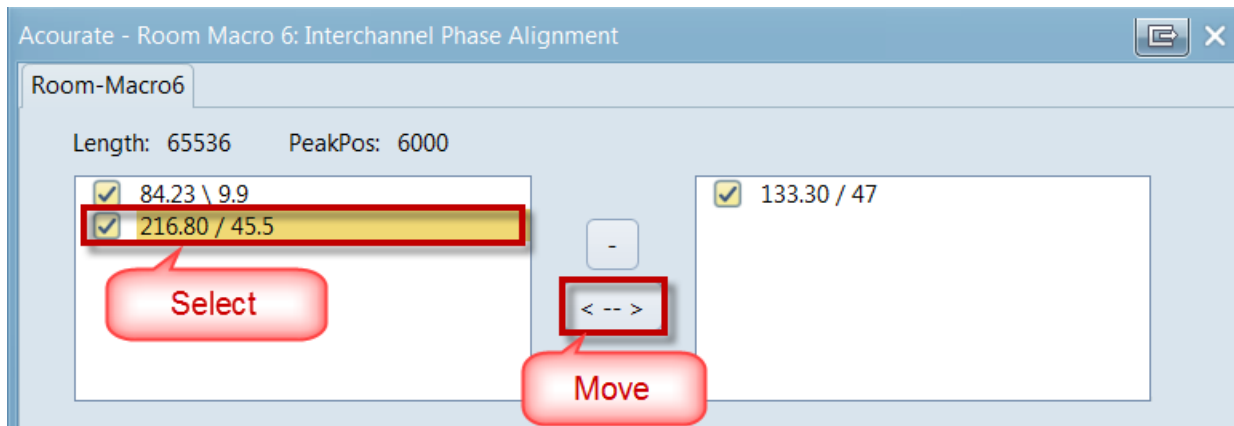 Acourate - Room Macro 6: Interchannel Phase Alignment
Room-Macro6
Length: 65536 PeakPos: 6000
84.23 \ 9.9
216.80 / 45.5
Select
-
< -- >
Move
133.30 / 47